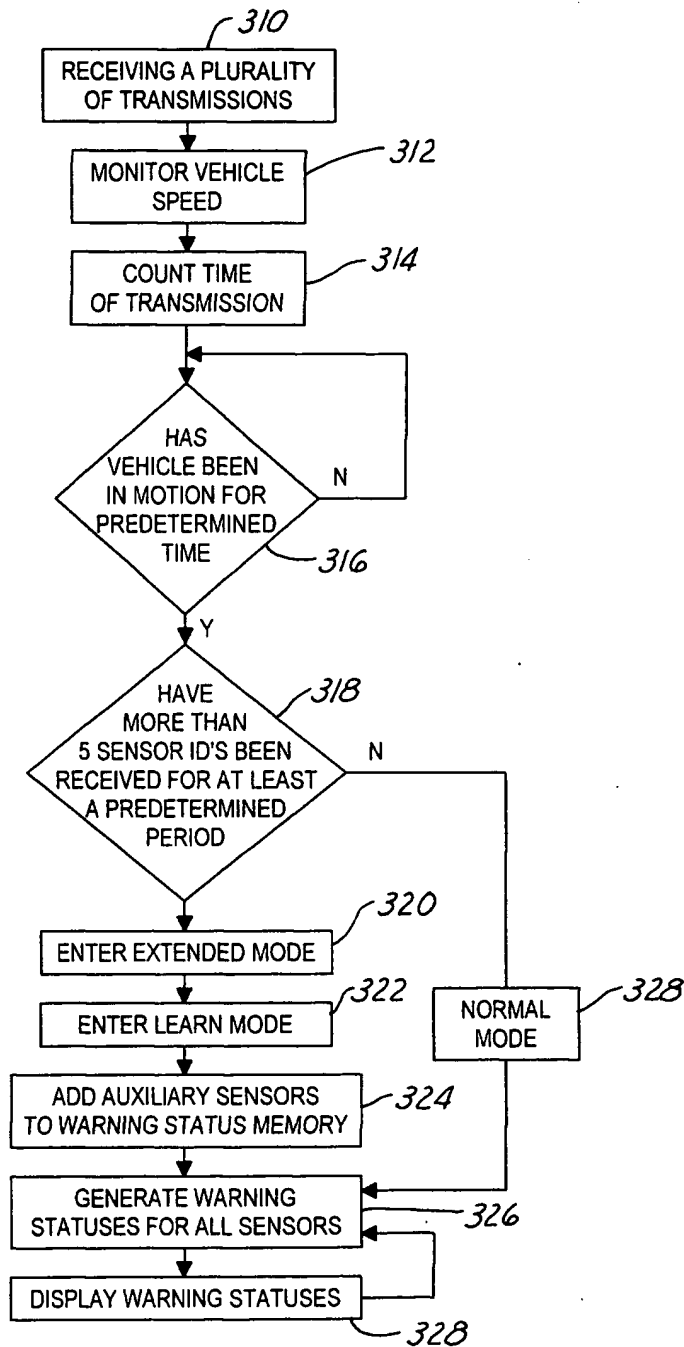 310
RECEIVING A PLURALITY
OF TRANSMISSIONS
312
MONITOR VEHICLE
SPEED
314
COUNT TIME
OF TRANSMISSION
HAS
VEHICLE BEEN
IN MOTION FOR
PREDETERMINED
TIME
N
316
Y
318
HAVE
MORE THAN
5 SENSOR ID'S BEEN
RECEIVED FOR AT LEAST
A PREDETERMINED
PERIOD
N
320
ENTER EXTENDED MODE
322
ENTER LEARN MODE
NORMAL
MODE
328
ADD AUXILIARY SENSORS
TO WARNING STATUS MEMORY
324
GENERATE WARNING
STATUSES FOR ALL SENSORS
326
DISPLAY WARNING STATUSES
328